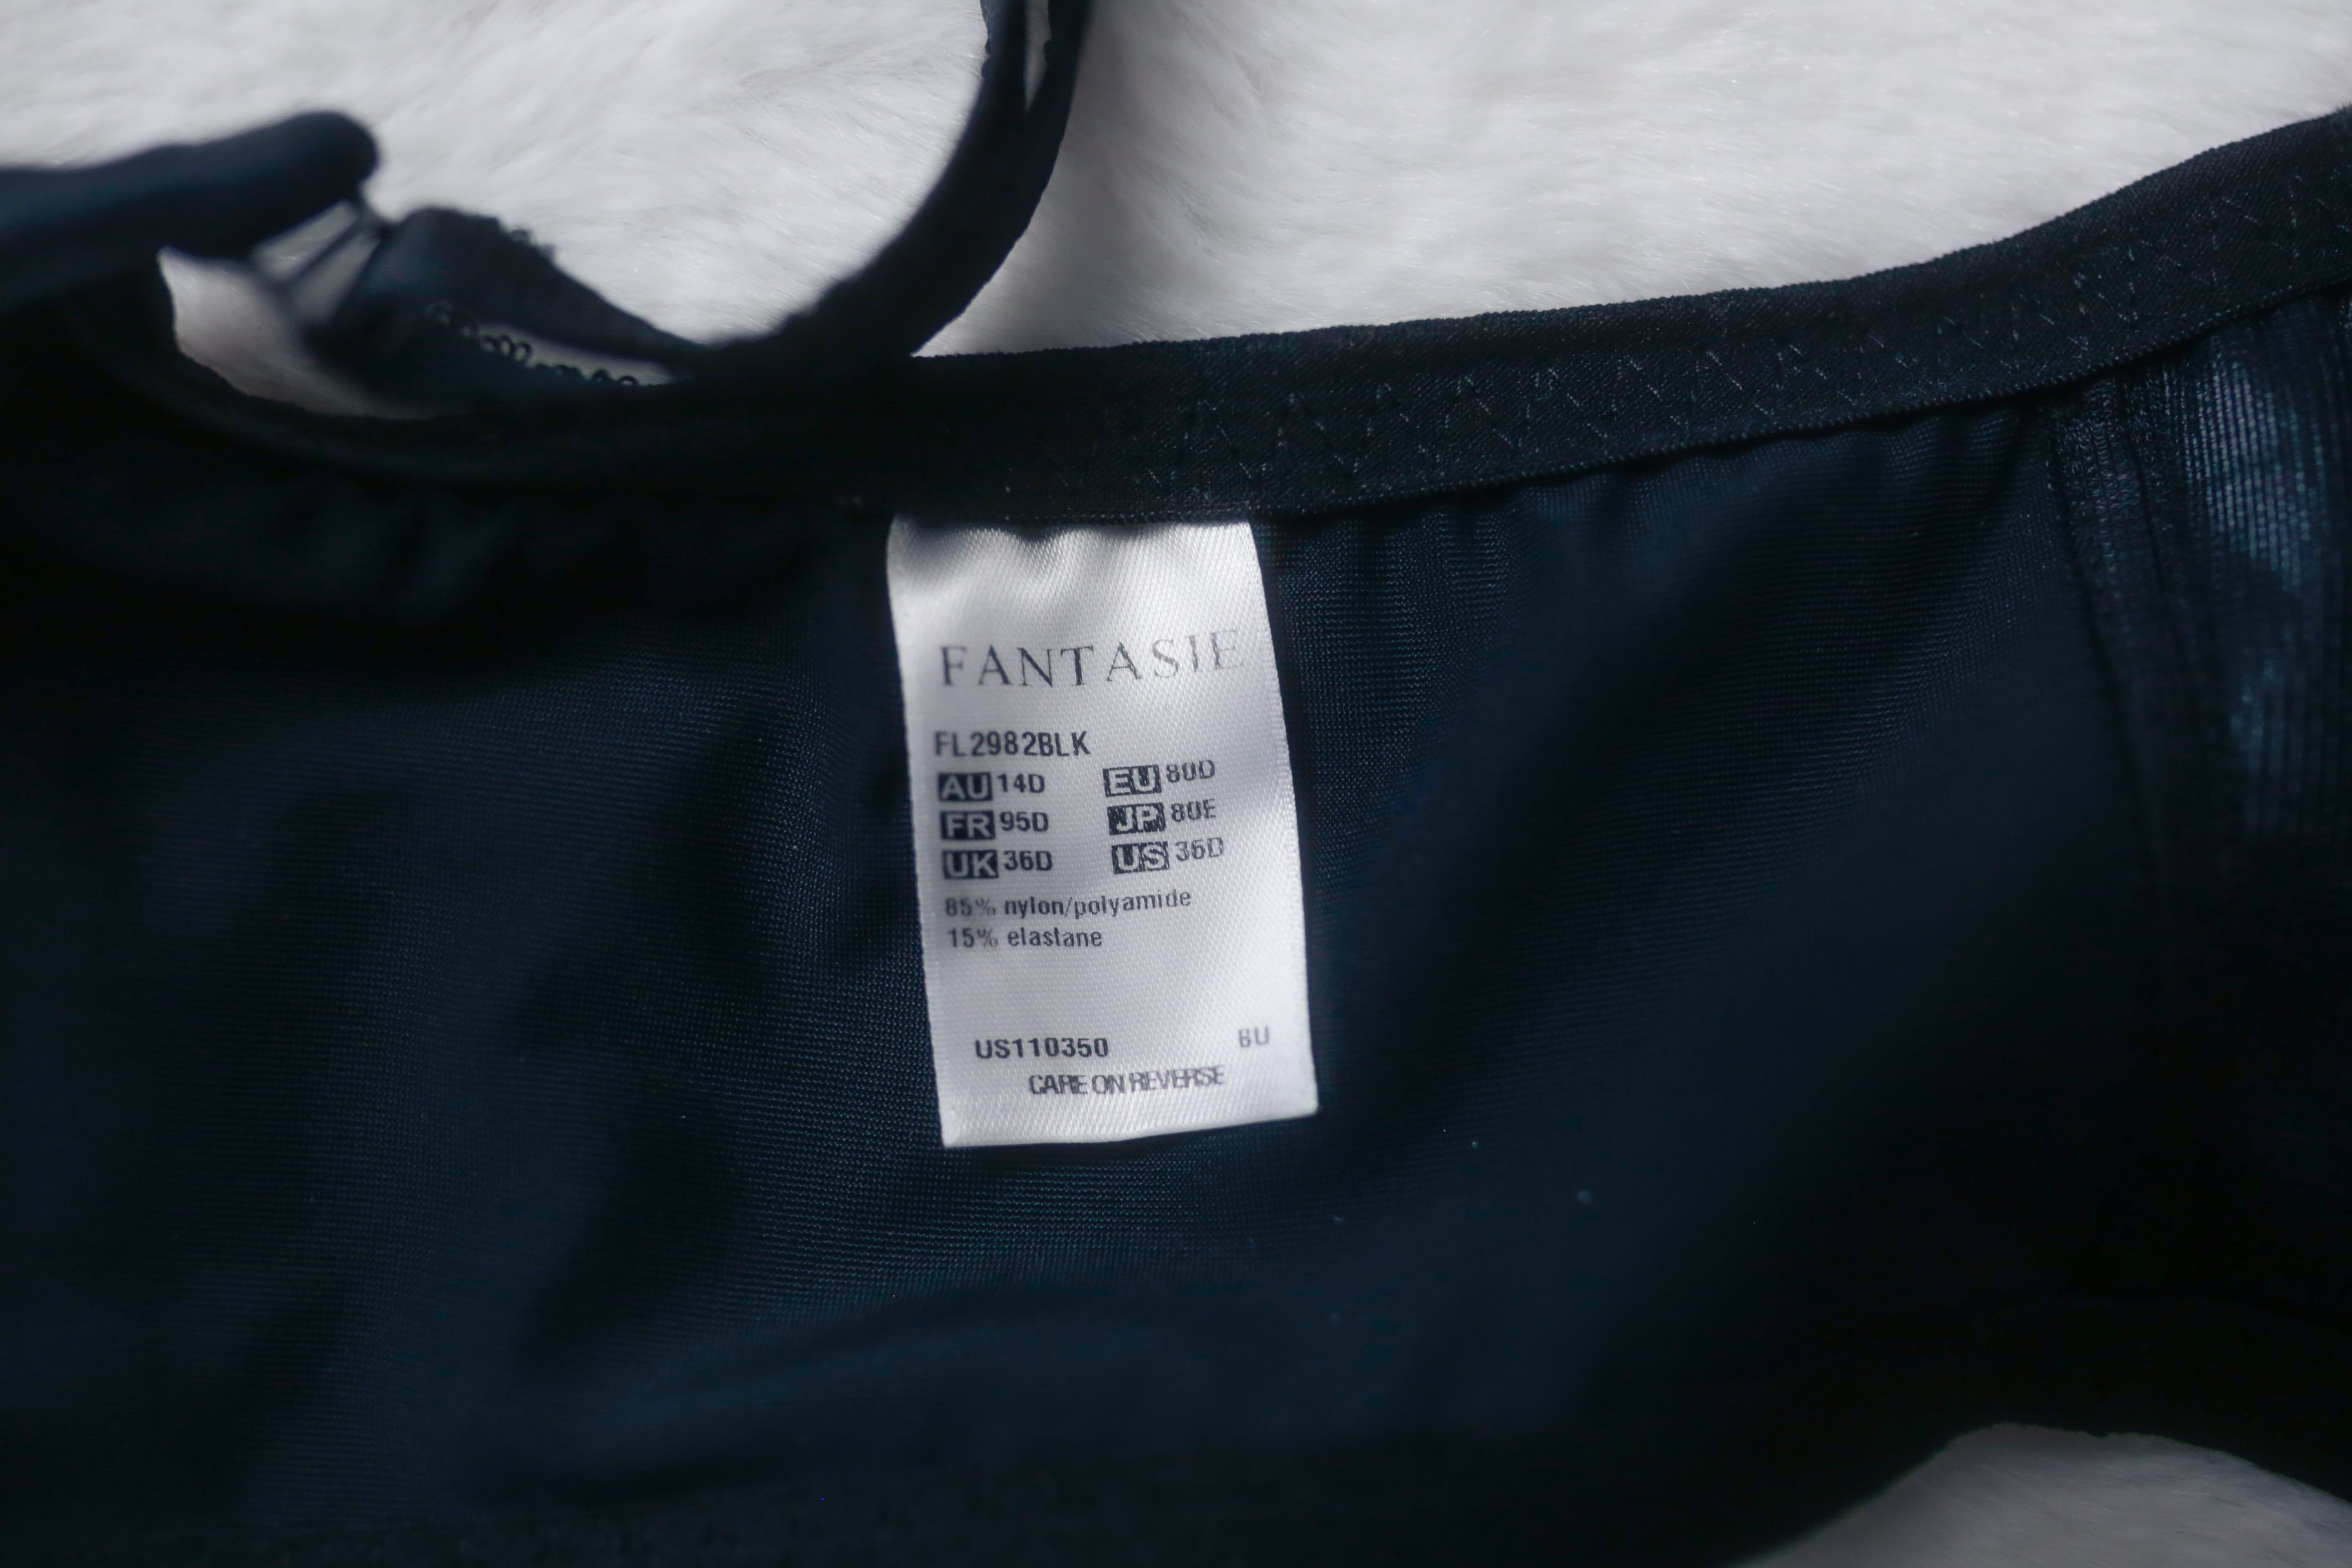 FANTASIE
FL2982BLK
AU 14D EU 80D
FR 95D JP 80E
UK 36D US 36D
85% nylon/polyamide
15% elastane
US110350 BU
CARE ON REVERSE